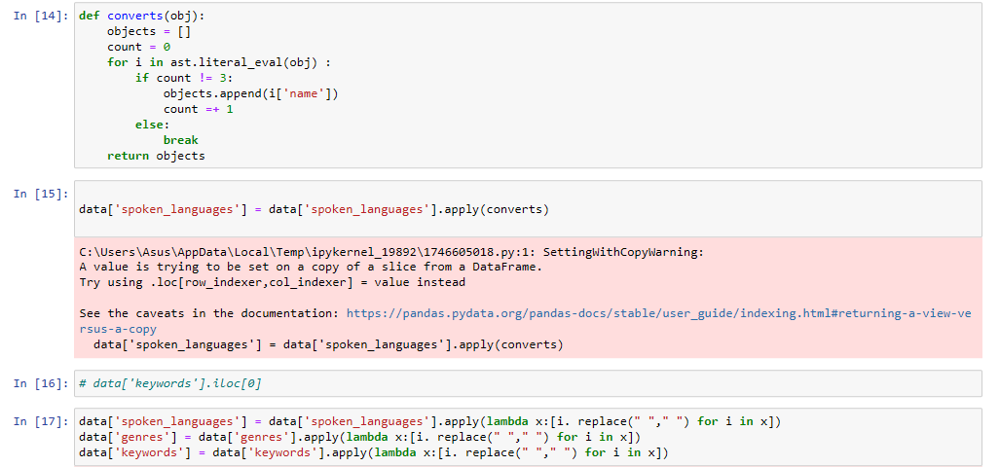 In [14]: def converts(obj):
    objects = []
    count = 0
    for i in ast.literal_eval(obj) :
        if count != 3:
            objects.append(i['name'])
            count =+ 1
        else:
            break
    return objects
In [15]:
data['spoken_languages'] = data['spoken_languages'].apply(converts)
C:\Users\Asus\AppData\Local\Temp\ipykernel_19892\1746605018.py:1: SettingWithCopyWarning:
A value is trying to be set on a copy of a slice from a DataFrame.
Try using .loc[row_indexer,col_indexer] = value instead
See the caveats in the documentation: https://pandas.pydata.org/pandas-docs/stable/user_guide/indexing.html#returning-a-view-ve
rsus-a-copy
  data['spoken_languages'] = data['spoken_languages'].apply(converts)
In [16]: # data['keywords'].iloc[0]
In [17]: data['spoken_languages'] = data['spoken_languages'].apply(lambda x:[i. replace(" "," ") for i in x])
data['genres'] = data['genres'].apply(lambda x:[i. replace(" "," ") for i in x])
data['keywords'] = data['keywords'].apply(lambda x:[i. replace(" "," ") for i in x])